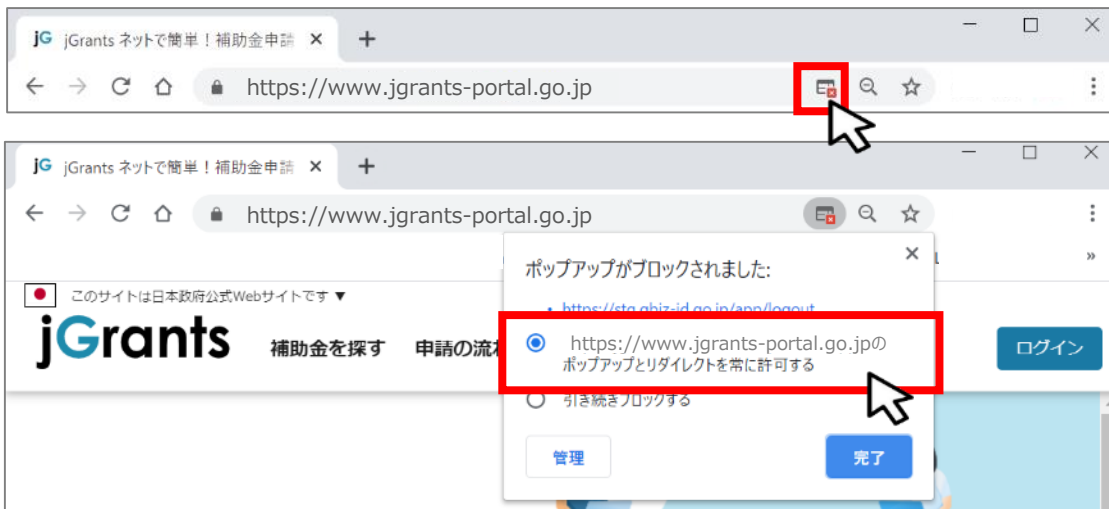 jG jGrants ネットで簡単！補助金申請
https://www.jgrants-portal.go.jp
jG jGrants ネットで簡単！補助金申請
https://www.jgrants-portal.go.jp
ポップアップがブロックされました:
このサイトは日本政府公式Webサイトです ▼
https://stg.gbiz-id.go.jp/app/logout
jGrants 補助金を探す 申請の流れ
https://www.jgrants-portal.go.jpの
ポップアップとリダイレクトを常に許可する
ログイン
引き続きブロックする
管理 完了